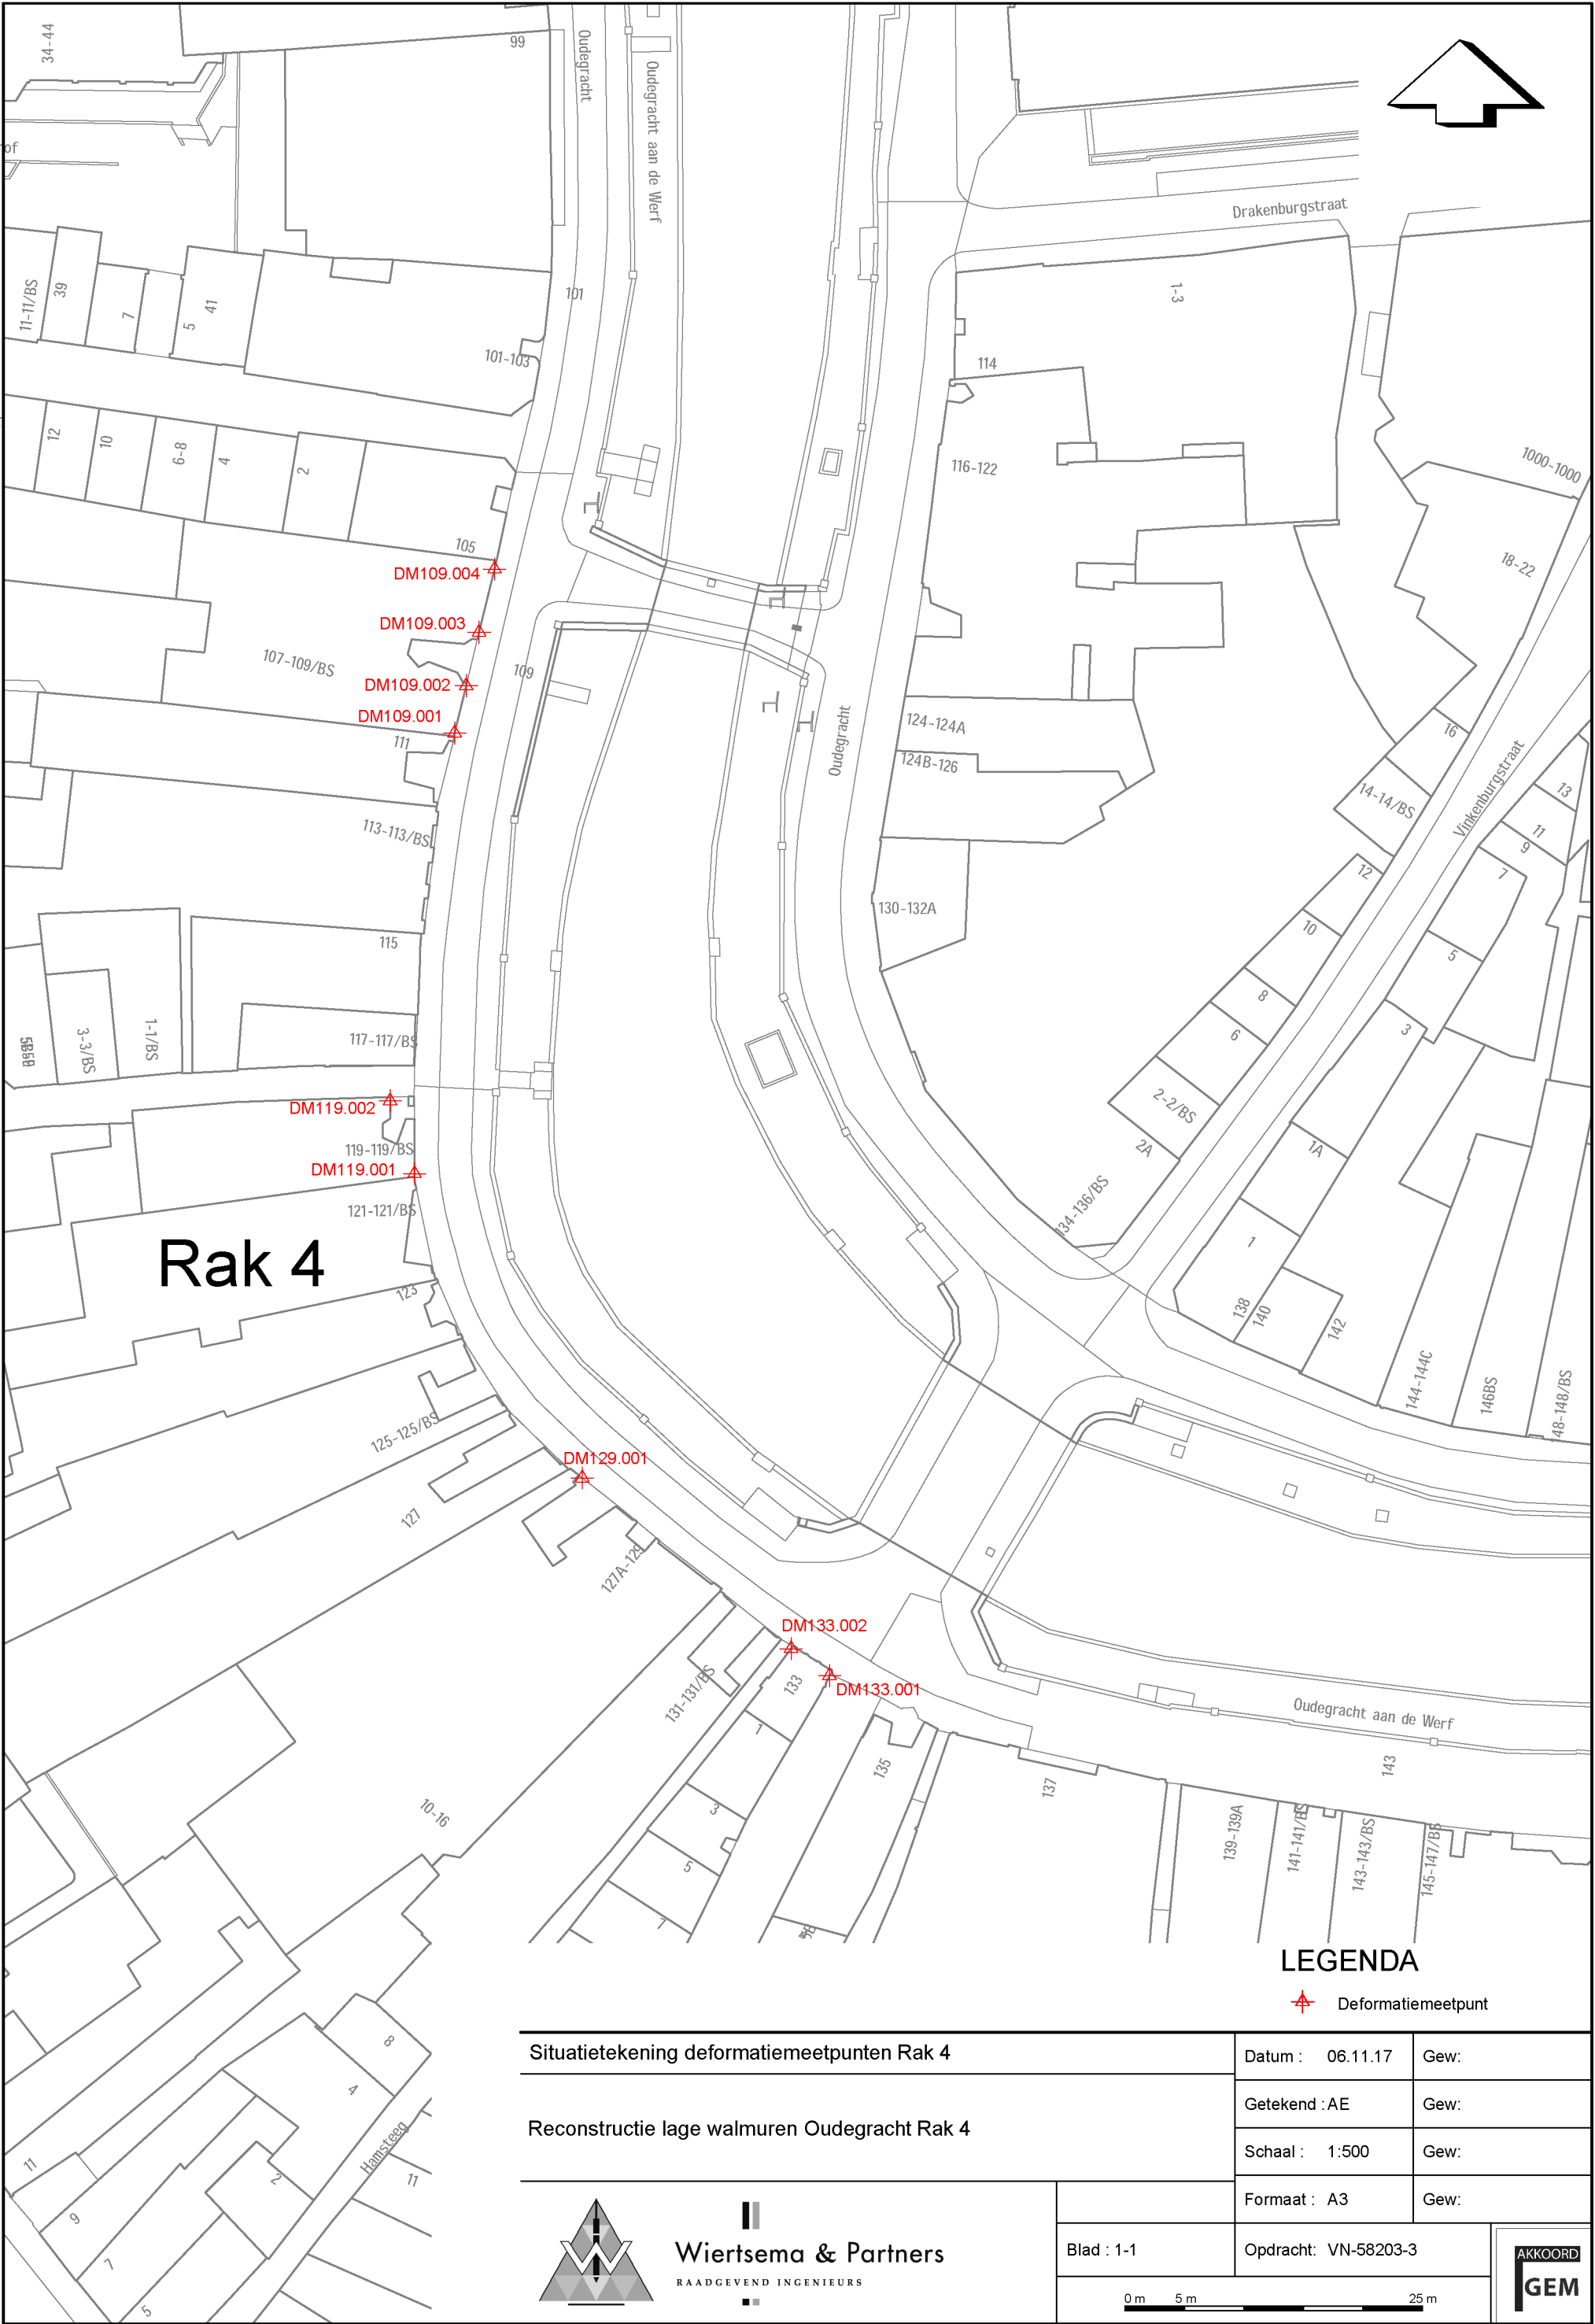 34-44
99
Oudegracht
Oudegracht aan de Werf
of
Drakenburgstraat
11-11/BS
39
7
5
41
101
1-3
101-103
114
12
10
6-8
4
2
116-122
1000-1000
18-22
105
DM109.004
DM109.003
107-109/BS
109
DM109.002
DM109.001
111
Oudegracht
124-124A
124B-126
16
14-14/BS
Vinkenburgstraat
13
11
9
7
113-113/BS
12
130-132A
10
5
115
8
3
6
3-3/BS
1-1/BS
117-117/BS
2-2/BS
DM119.002
119-119/BS
2A
1A
DM119.001
121-121/BS
134-136/BS
Rak 4
1
123
138
140
142
144-144C
146BS
148-148/BS
125-125/BS
DM129.001
127
127A-129
DM133.002
131-131/BS
133
DM133.001
Oudegracht aan de Werf
1
135
137
143
3
10-16
139-139A
141-141/BS
143-143/BS
145-147/BS
5
7
LEGENDA
Deformatiemeetpunt
8
4
Hamsteeg
11
2
11
9
7
5
Situatietekening deformatiemeetpunten Rak 4
Reconstructie lage walmuren Oudegracht Rak 4
Datum : 06.11.17 Gew:
Getekend : AE Gew:
Schaal : 1:500 Gew:
Formaat : A3 Gew:
Blad : 1-1
Opdracht: VN-58203-3
W
Wiertsema & Partners
RAADGEVEND INGENIEURS
0 m 5 m 25 m
AKKOORD
GEM